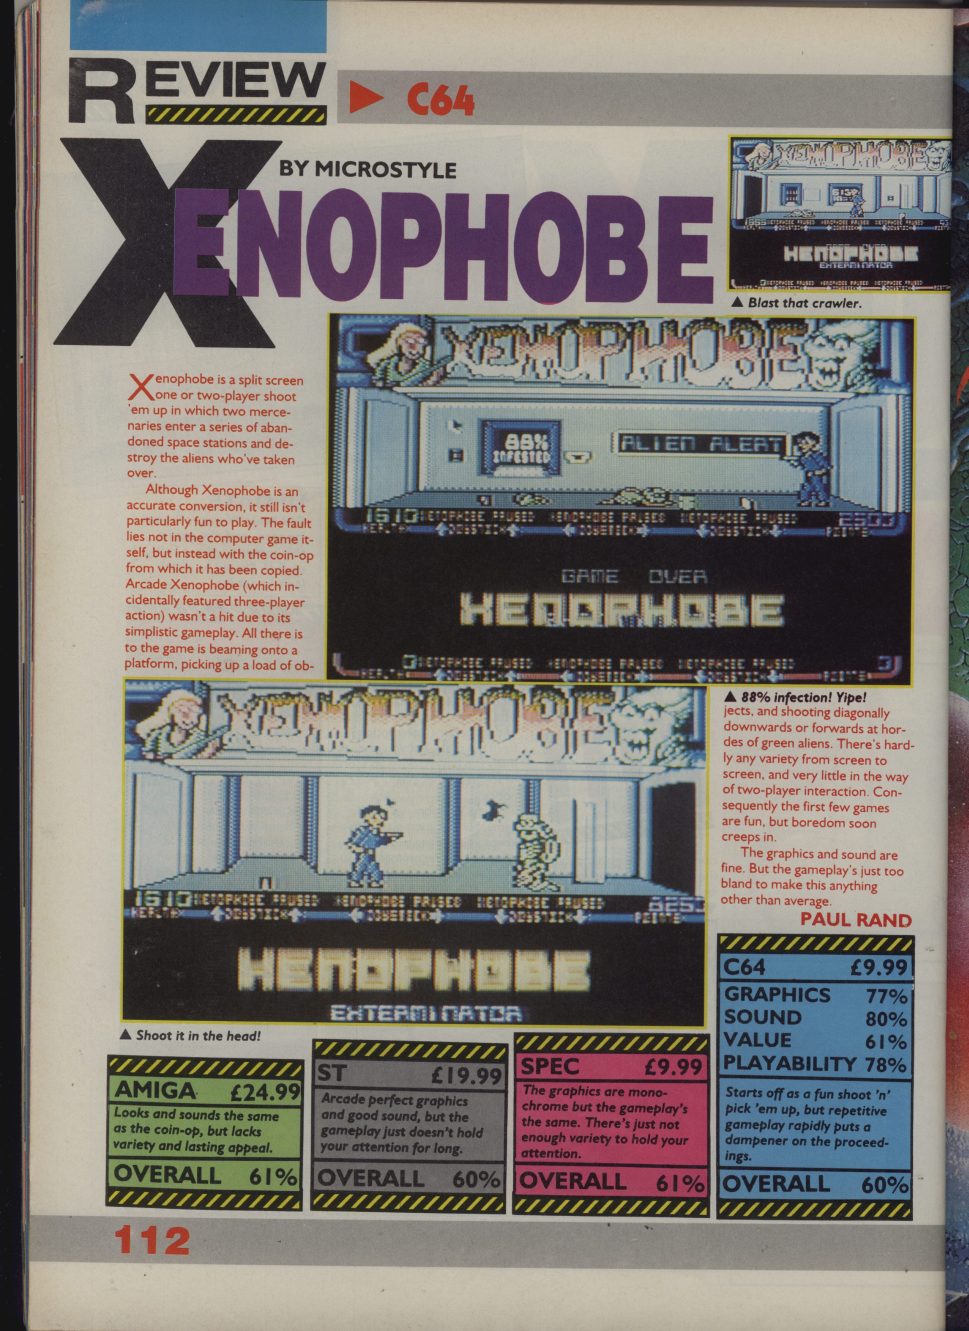 REVIEW
C64
BY MICROSTYLE
XENOPHOBE
XENOPHOBE
XENOPHOBE
EXTERMINATOR
▲ Blast that crawler.
XENOPHOBE
88%
INFESTED
ALIEN ALERT
1610
GAME OVER
XENOPHOBE
Xenophobe is a split screen
one or two-player shoot
'em up in which two merce-
naries enter a series of aban-
doned space stations and de-
stroy the aliens who've taken
over.
Although Xenophobe is an
accurate conversion, it still isn't
particularly fun to play. The fault
lies not in the computer game it-
self, but instead with the coin-op
from which it has been copied.
Arcade Xenophobe (which in-
cidentally featured three-player
action) wasn't a hit due to its
simplistic gameplay. All there is
to the game is beaming onto a
platform, picking up a load of ob-
▲ 88% infection! Yipe!
jects, and shooting diagonally
downwards or forwards at hor-
des of green aliens. There's hard-
ly any variety from screen to
screen, and very little in the way
of two-player interaction. Con-
sequently the first few games
are fun, but boredom soon
creeps in.
The graphics and sound are
fine. But the gameplay's just too
bland to make this anything
other than average.
PAUL RAND
XENOPHOBE
1610
XENOPHOBE
EXTERMINATOR
▲ Shoot it in the head!
AMIGA £24.99
Looks and sounds the same
as the coin-op, but lacks
variety and lasting appeal.
OVERALL 61%
ST £19.99
Arcade perfect graphics
and good sound, but the
gameplay just doesn't hold
your attention for long.
OVERALL 60%
SPEC £9.99
The graphics are mono-
chrome but the gameplay's
the same. There's just not
enough variety to hold your
attention.
OVERALL 61%
C64 £9.99
GRAPHICS 77%
SOUND 80%
VALUE 61%
PLAYABILITY 78%
Starts off as a fun shoot 'n'
pick 'em up, but repetitive
gameplay rapidly puts a
dampener on the proceed-
ings.
OVERALL 60%
112